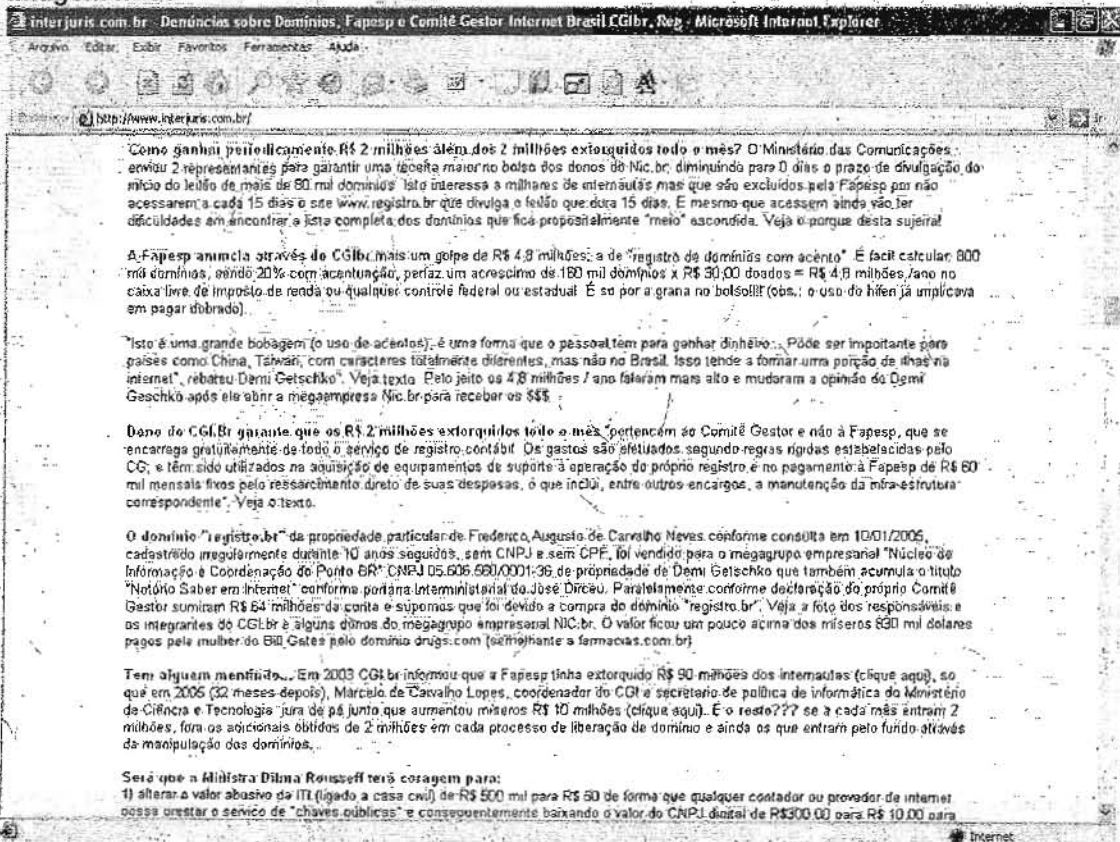 interjuris.com.br - Denúncias sobre Domínios, Fapesp e Comitê Gestor Internet Brasil CGIbr, Reg - Microsoft Internet Explorer
Arquivo Editar Exibir Favoritos Ferramentas Ajuda
http://www.interjuris.com.br/
Como ganhar periodicamente R$ 2 milhões além dos 2 milhões extorquidos todo o mês? O Ministério das Comunicações
enviou 2 representantes para garantir uma receita maior no bolso dos donos do Nic.br, diminuindo para 0 dias o prazo de divulgação do
início do leilão de mais de 80 mil domínios. Isto interessa a milhares de internautas mas que são excluídos pela Fapesp por não
acessarem a cada 15 dias o site www.registro.br que divulga o leilão que dura 15 dias. E mesmo que acessem ainda vão ter
dificuldades em encontrar a lista completa dos domínios que fica propositalmente "meio" escondida. Veja o porque desta sujeira!
A Fapesp anuncia através do CGIbr mais um golpe de R$ 4,8 milhões: a de "registro de domínios com acento". É facil calcular: 800
mil domínios, sendo 20% com acentuação, perfaz um acrescimo de 160 mil domínios x R$ 30,00 doados = R$ 4,8 milhões /ano no
caixa livre de imposto de renda ou qualquer controle federal ou estadual. É so por a grana no bolso!!! (obs.: o uso do hifen já implicava
em pagar dobrado).
"Isto é uma grande bobagem (o uso de acentos), é uma forma que o pessoal tem para ganhar dinheiro... Pode ser importante para
países como China, Taiwan, com caracteres totalmente diferentes, mas não no Brasil. Isso tende a formar uma porção de ilhas na
internet", rebateu Demi Getschko". Veja texto. Pelo jeito os 4,8 milhões / ano falaram mais alto e mudaram a opinião do Demi
Geschko após ele abrir a megaempresa Nic.br para receber os $$$.
Dono do CGI.Br garante que os R$ 2 milhões extorquidos todo o mês "pertencem ao Comitê Gestor e não à Fapesp, que se
encarrega gratuitamente de todo o serviço de registro contábil. Os gastos são efetuados segundo regras rígidas estabelecidas pelo
CG, e têm sido utilizados na aquisição de equipamentos de suporte à operação do próprio registro e no pagamento à Fapesp de R$ 60
mil mensais fixos pelo ressarcimento direto de suas despesas, o que inclui, entre outros encargos, a manutenção da infra-estrutura
correspondente". Veja o texto.
O domínio "registro.br" de propriedade particular de Frederico Augusto de Carvalho Neves conforme consulta em 10/01/2006,
cadastrado irregularmente durante 10 anos seguidos, sem CNPJ e sem CPF, foi vendido para o megagrupo empresarial "Núcleo de
Informação e Coordenação do Ponto BR" CNPJ 05.506.560/0001-36 de propriedade de Demi Getschko que também acumula o título
"Notório Saber em Internet" conforme portaria Interministerial do José Dirceu. Paralelamente conforme declaração do próprio Comitê
Gestor sumiram R$ 64 milhões da conta e supomos que foi devido a compra do domínio "registro.br". Veja a foto dos responsáveis e
os integrantes do CGI.br e alguns donos do megagrupo empresarial NIC.br. O valor ficou um pouco acima dos míseros 830 mil dolares
pagos pela mulher do Bill Gates pelo domínio drugs.com (semelhante a farmacias.com.br)
Tem alguem mentindo... Em 2003 CGI.br informou que a Fapesp tinha extorquido R$ 90 milhões dos internautas (clique aqui), so
que em 2006 (32 meses depois), Marcelo de Carvalho Lopes, coordenador do CGI e secretario de política de informática do Ministério
da Ciência e Tecnologia jura de pé junto que aumentou míseros R$ 10 milhões (clique aqui). E o resto??? se a cada mês entram 2
milhões, fora os adicionais obtidos de 2 milhões em cada processo de liberação de domínio e ainda os que entram pelo fundo através
da manipulação dos domínios.
Será que a Ministra Dilma Rousseff terá coragem para:
1) alterar o valor abusivo da ITI (ligado a casa civil) de R$ 500 mil para R$ 50 de forma que qualquer contador ou provedor de internet
possa prestar o serviço de "chaves públicas" e consequentemente baixando o valor do CNPJ digital de R$300,00 para R$ 10,00 para
Internet